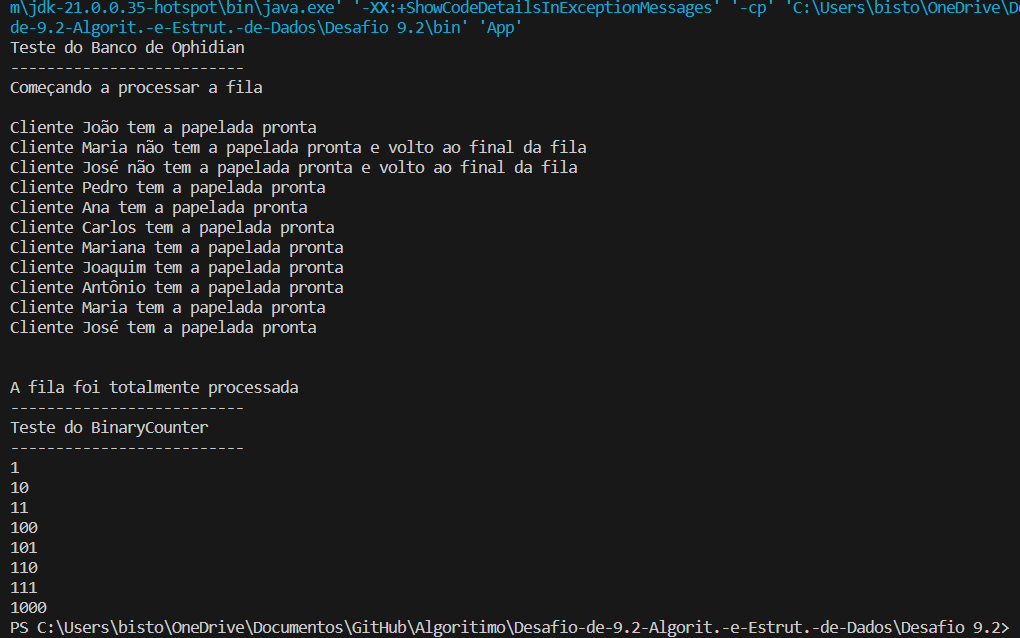 m\jdk-21.0.0.35-hotspot\bin\java.exe' '-XX:+ShowCodeDetailsInExceptionMessages' '-cp' 'C:\Users\bisto\OneDrive\D
de-9.2-Algorit.-e-Estrut.-de-Dados\Desafio 9.2\bin' 'App'
Teste do Banco de Ophidian
--------------------------
Começando a processar a fila
Cliente João tem a papelada pronta
Cliente Maria não tem a papelada pronta e volto ao final da fila
Cliente José não tem a papelada pronta e volto ao final da fila
Cliente Pedro tem a papelada pronta
Cliente Ana tem a papelada pronta
Cliente Carlos tem a papelada pronta
Cliente Mariana tem a papelada pronta
Cliente Joaquim tem a papelada pronta
Cliente Antônio tem a papelada pronta
Cliente Maria tem a papelada pronta
Cliente José tem a papelada pronta
A fila foi totalmente processada
--------------------------
Teste do BinaryCounter
--------------------------
1
10
11
100
101
110
111
1000
PS C:\Users\bisto\OneDrive\Documentos\GitHub\Algoritimo\Desafio-de-9.2-Algorit.-e-Estrut.-de-Dados\Desafio 9.2>